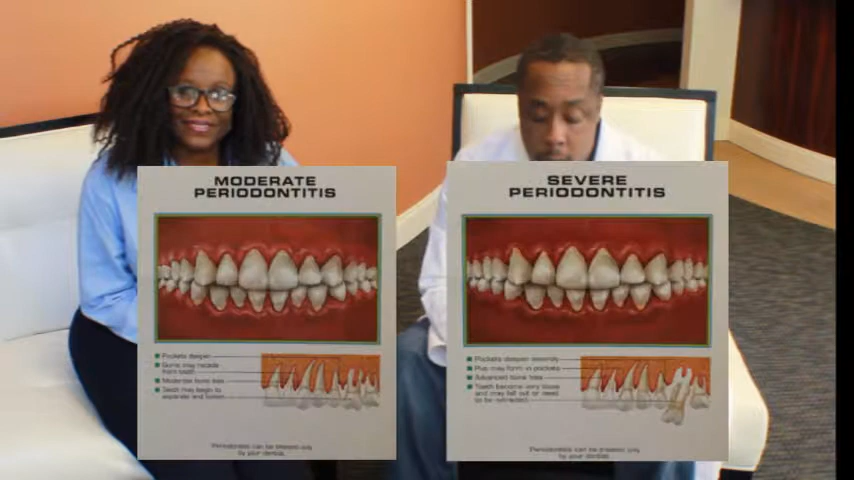 MODERATE
PERIODONTITIS
Pockets deepen
Gums may recede
from teeth
Moderate bone loss
Teeth may begin to
separate and loosen
Periodontitis can be treated only
by your dentist.
SEVERE
PERIODONTITIS
Pockets deepen severely
Pus may form in pockets
Advanced bone loss
Teeth become very loose
and may fall out or need
to be extracted
Periodontitis can be treated only
by your dentist.